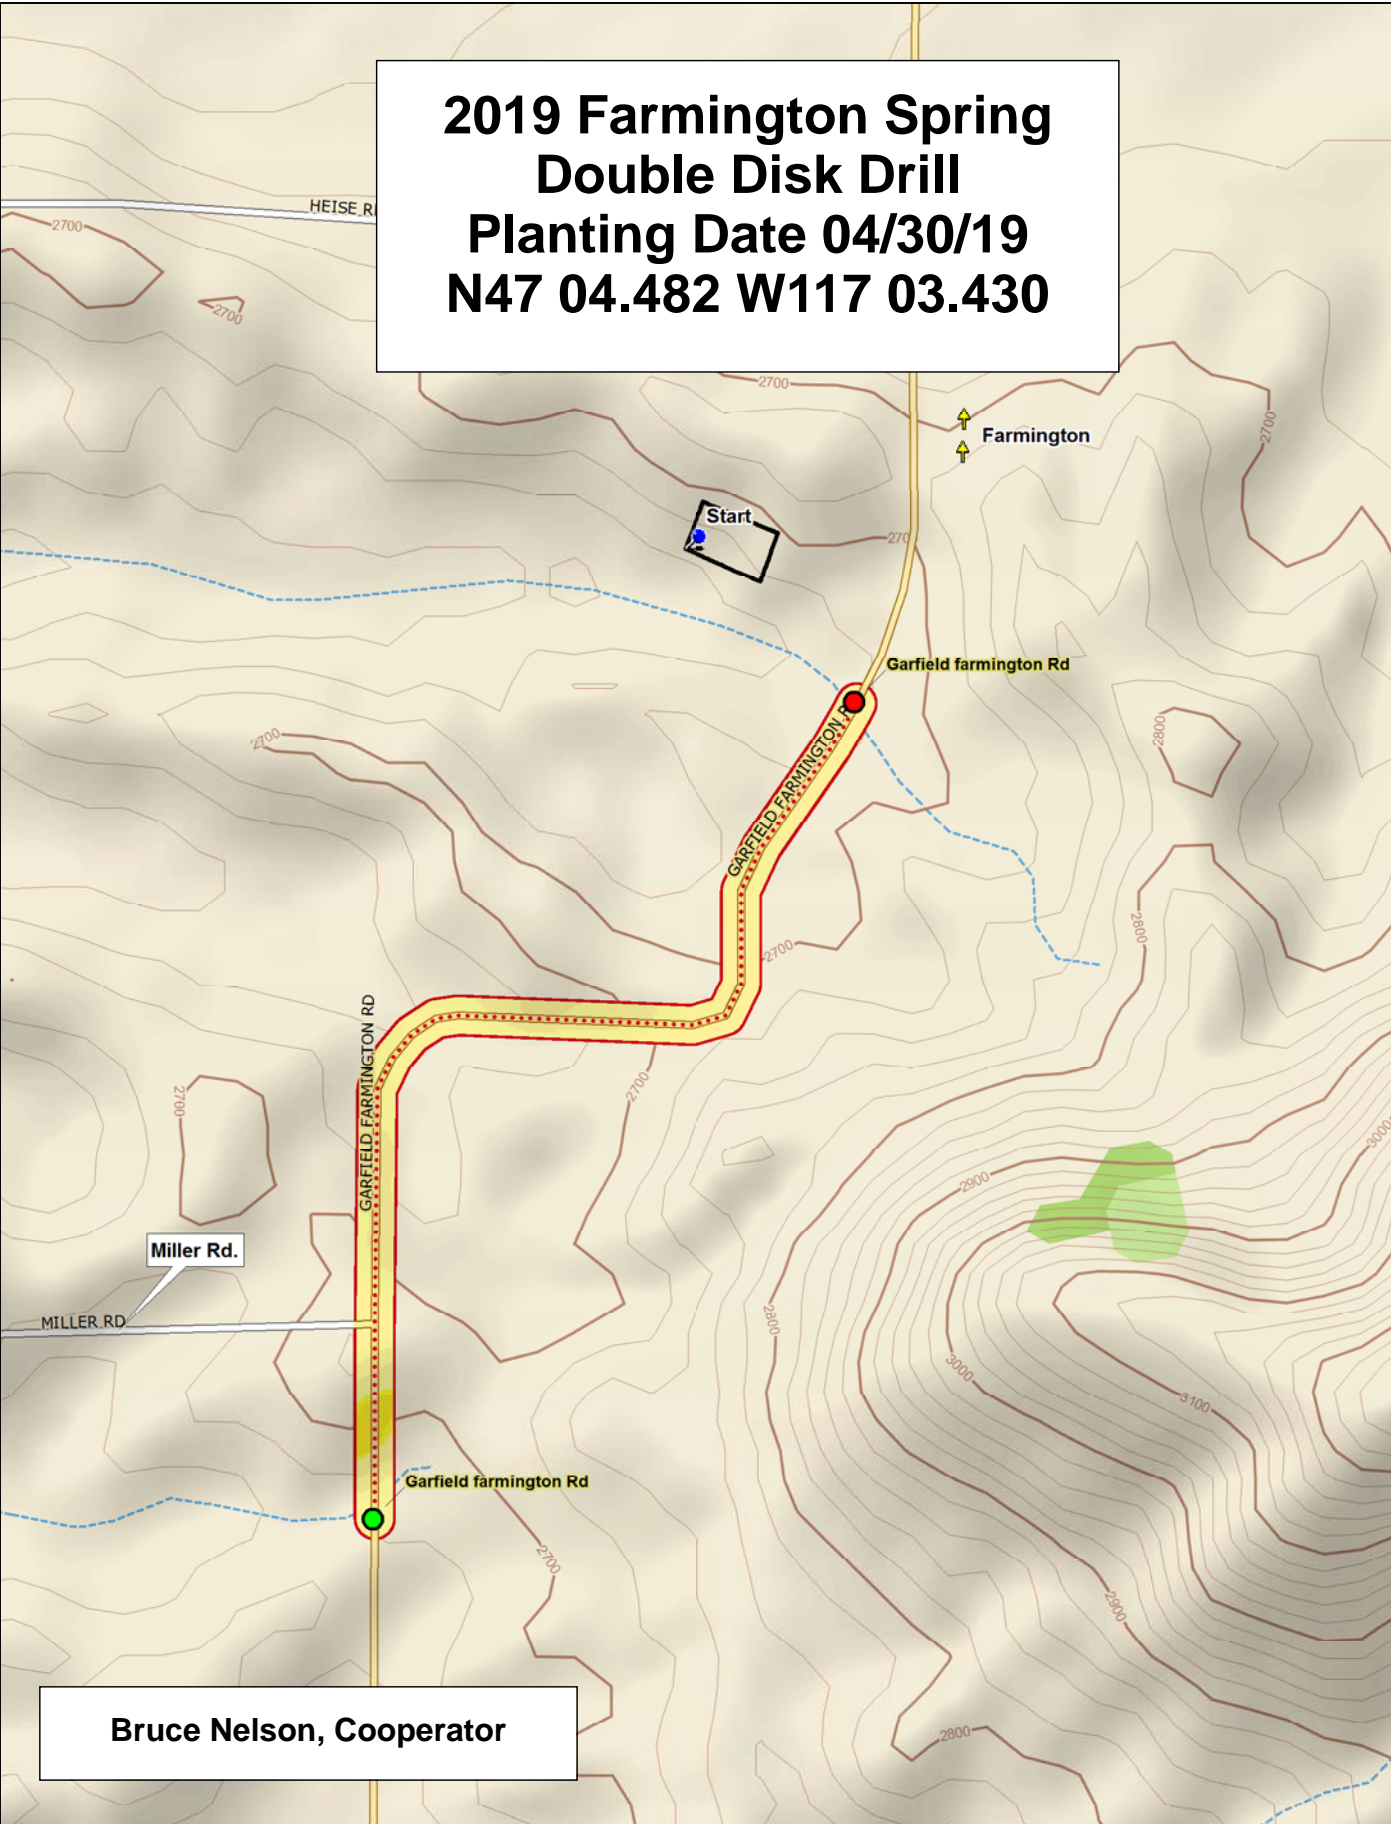 2019 Farmington Spring
Double Disk Drill
Planting Date 04/30/19
N47 04.482 W117 03.430
HEISE R
2700
2700
2700
2700
Farmington
Start
270
Garfield farmington Rd
GARFIELD FARMINGTON R
2700
2800
2800
2700
GARFIELD FARMINGTON RD
2700
2700
3000
2900
Miller Rd.
MILLER RD
2800
3000
3100
Garfield farmington Rd
2700
2900
Bruce Nelson, Cooperator
2800